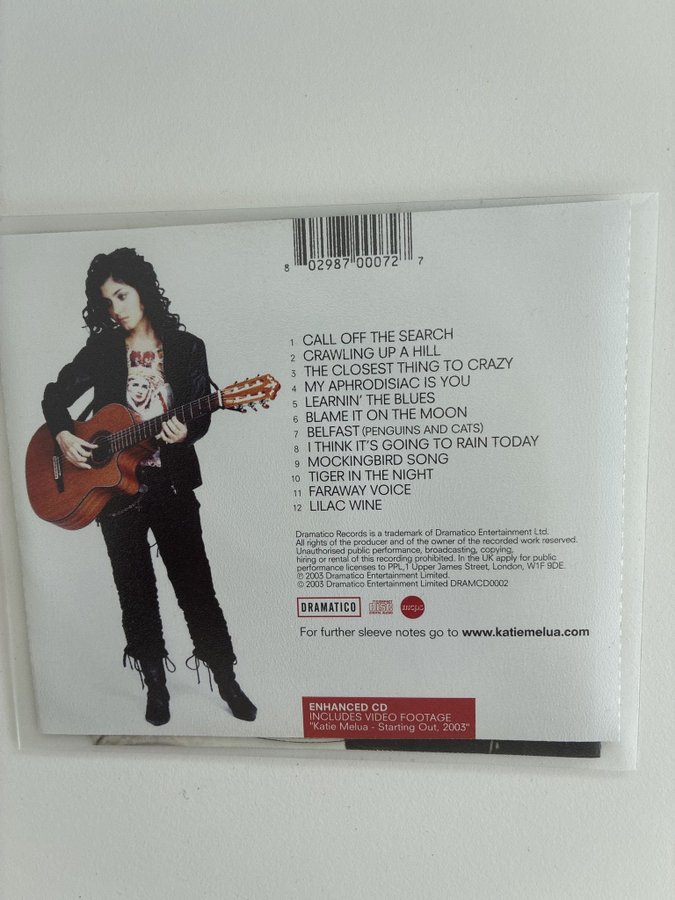 8 02987 00072 7
1 CALL OFF THE SEARCH
2 CRAWLING UP A HILL
3 THE CLOSEST THING TO CRAZY
4 MY APHRODISIAC IS YOU
5 LEARNIN' THE BLUES
6 BLAME IT ON THE MOON
7 BELFAST (PENGUINS AND CATS)
8 I THINK IT'S GOING TO RAIN TODAY
9 MOCKINGBIRD SONG
10 TIGER IN THE NIGHT
11 FARAWAY VOICE
12 LILAC WINE
Dramatico Records is a trademark of Dramatico Entertainment Ltd.
All rights of the producer and of the owner of the recorded work reserved.
Unauthorised public performance, broadcasting, copying,
hiring or rental of this recording prohibited. In the UK apply for public
performance licenses to PPL,1 Upper James Street, London, W1F 9DE.
℗ 2003 Dramatico Entertainment Limited.
© 2003 Dramatico Entertainment Limited DRAMCD0002
DRAMATICO COMPACT disc DIGITAL AUDIO mcps
For further sleeve notes go to www.katiemelua.com
ENHANCED CD
INCLUDES VIDEO FOOTAGE
"Katie Melua - Starting Out, 2003"